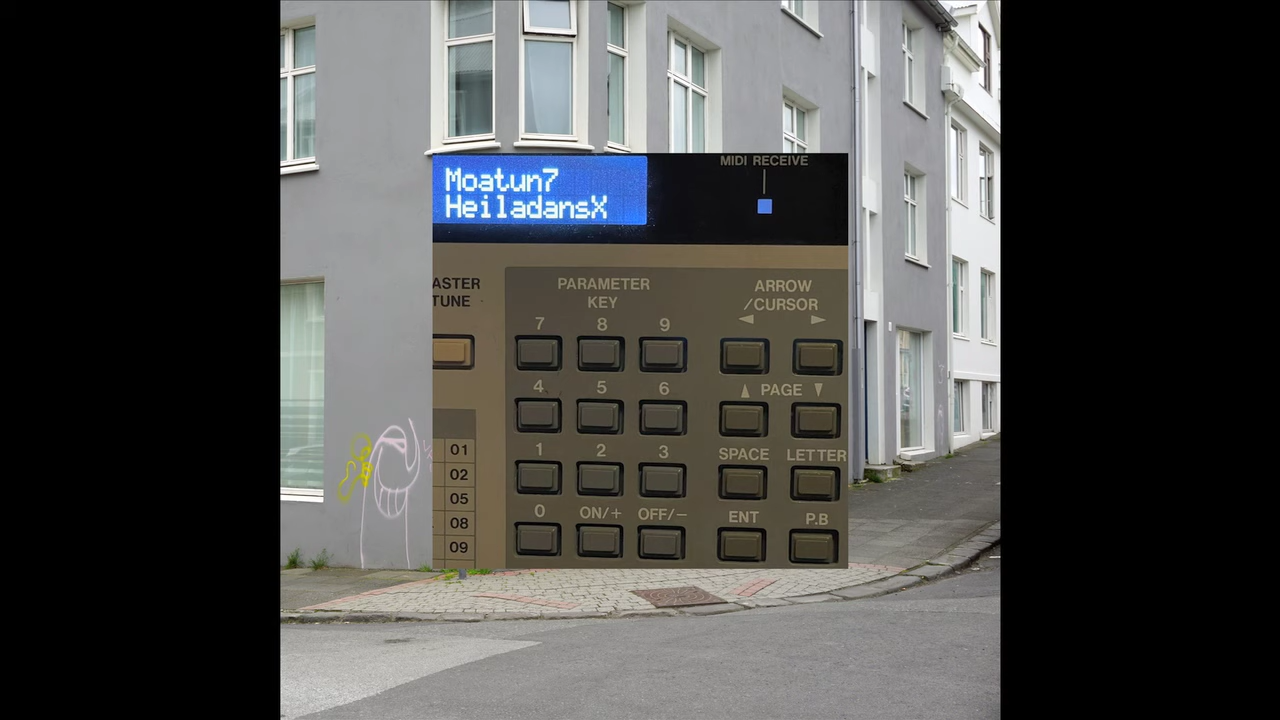 Moatun7
HeiladansX
MIDI RECEIVE
ASTER
TUNE
PARAMETER
KEY
ARROW
/CURSOR
◀ ▶
7 8 9
4 5 6
▲ PAGE ▼
1 2 3
SPACE LETTER
0 ON/+ OFF/−
ENT P.B
01
02
05
08
09